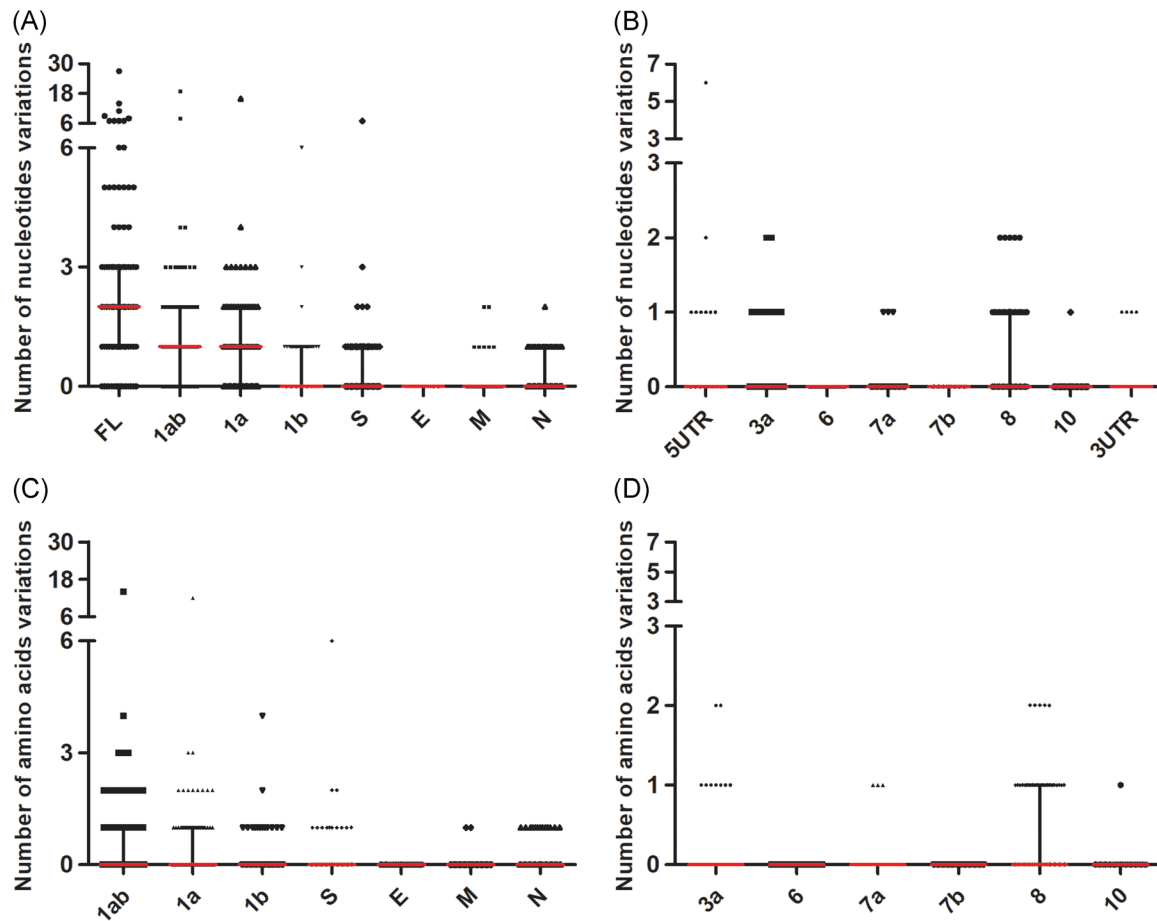 (A)
Number of nucleotides variations
30
18
6
6
3
0
FL 1ab 1a 1b S E M N
(B)
Number of nucleotides variations
7
5
3
3
2
1
0
5UTR 3a 6 7a 7b 8 10 3UTR
(C)
Number of amino acids variations
30
18
6
6
3
0
1ab 1a 1b S E M N
(D)
Number of amino acids variations
7
5
3
3
2
1
0
3a 6 7a 7b 8 10